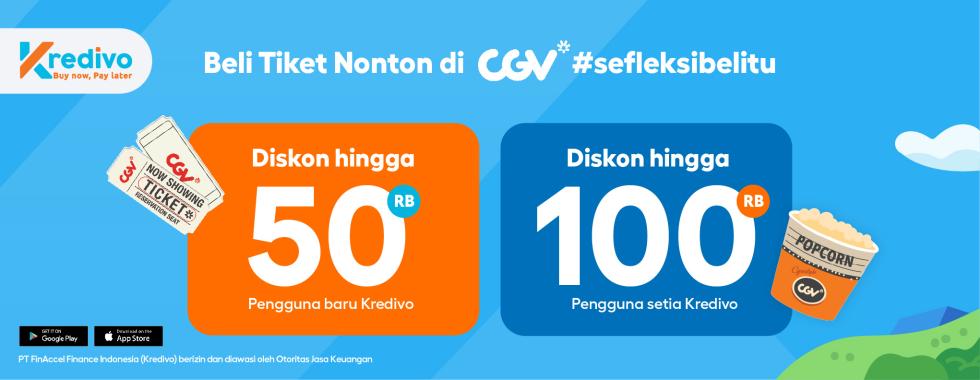 Kredivo
Buy now, Pay later
Beli Tiket Nonton di CGV* #sefleksibelitu
CGV
CGV
NOW SHOWING
TICKET
RESERVATION SEAT
Diskon hingga
50 RB
Pengguna baru Kredivo
Diskon hingga
100 RB
Pengguna setia Kredivo
POPCORN
CGV
GET IT ON
Google Play
Download on the
App Store
PT FinAccel Finance Indonesia (Kredivo) berizin dan diawasi oleh Otoritas Jasa Keuangan